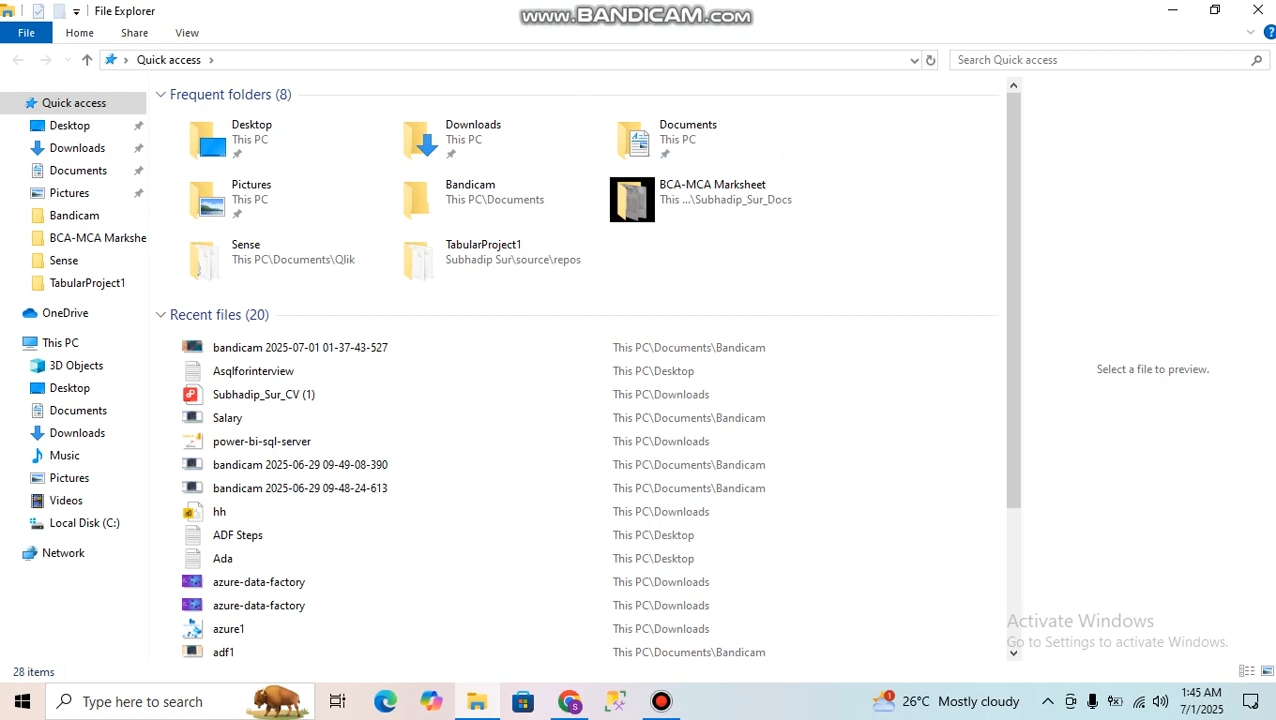 File Explorer
www.BANDICAM.com
File Home Share View
Quick access
Search Quick access
Quick access
Desktop
Downloads
Documents
Pictures
Bandicam
BCA-MCA Markshe
Sense
TabularProject1
OneDrive
This PC
3D Objects
Desktop
Documents
Downloads
Music
Pictures
Videos
Local Disk (C:)
Network
Frequent folders (8)
Desktop
This PC
Downloads
This PC
Documents
This PC
Pictures
This PC
Bandicam
This PC\Documents
BCA-MCA Marksheet
This ...\Subhadip_Sur_Docs
Sense
This PC\Documents\Qlik
TabularProject1
Subhadip Sur\source\repos
Recent files (20)
bandicam 2025-07-01 01-37-43-527 This PC\Documents\Bandicam
Asqlforinterview This PC\Desktop
Subhadip_Sur_CV (1) This PC\Downloads
Salary This PC\Documents\Bandicam
power-bi-sql-server This PC\Downloads
bandicam 2025-06-29 09-49-08-390 This PC\Documents\Bandicam
bandicam 2025-06-29 09-48-24-613 This PC\Documents\Bandicam
hh This PC\Downloads
ADF Steps This PC\Desktop
Ada This PC\Desktop
azure-data-factory This PC\Downloads
azure-data-factory This PC\Downloads
azure1 This PC\Downloads
adf1 This PC\Documents\Bandicam
Select a file to preview.
Activate Windows
Go to Settings to activate Windows.
28 items
Type here to search
1
26°C Mostly cloudy
1:45 AM
7/1/2025